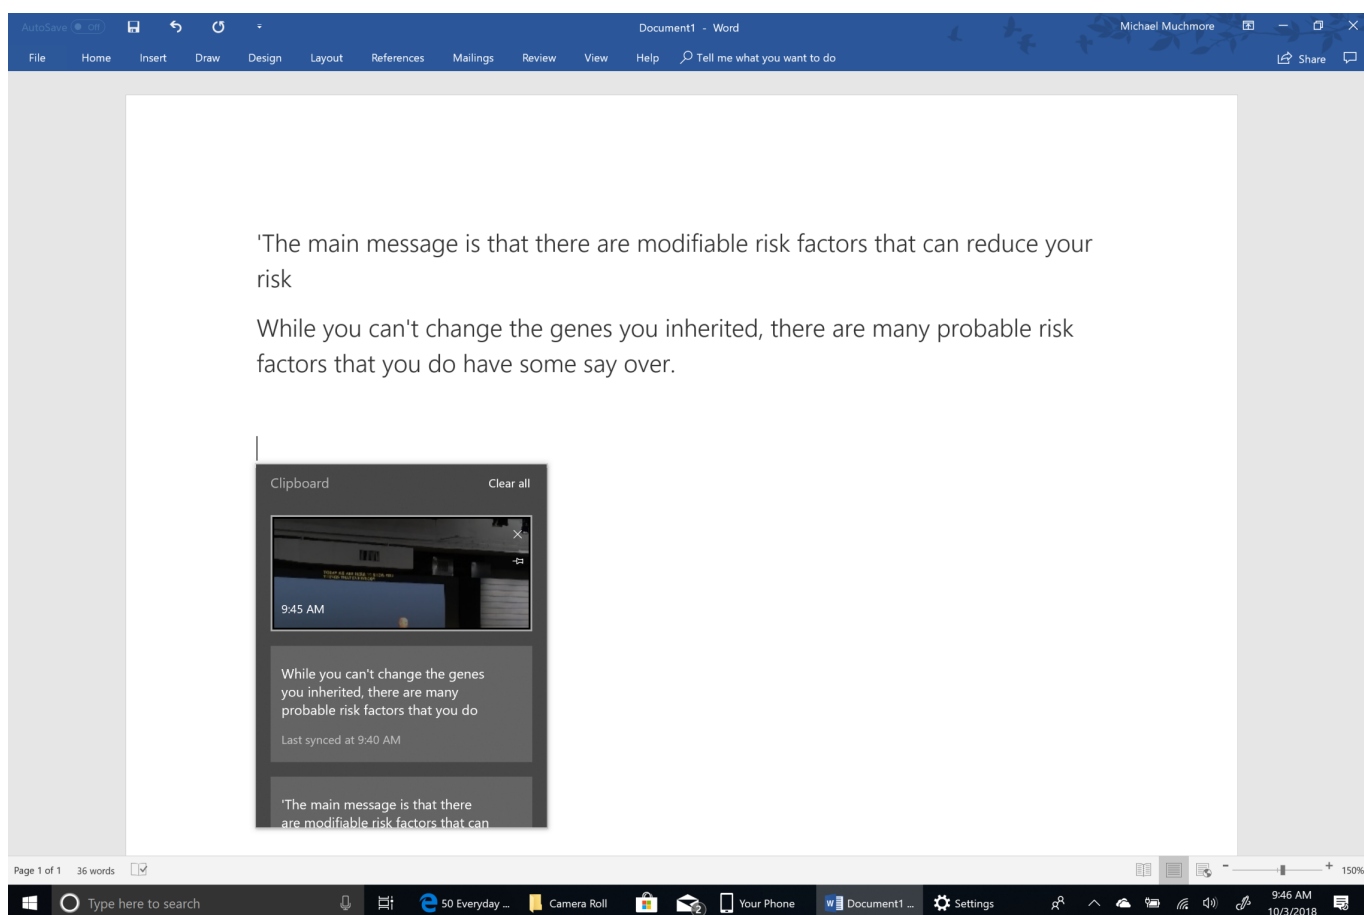 AutoSave Off
Document1 - Word
Michael Muchmore
File Home Insert Draw Design Layout References Mailings Review View Help Tell me what you want to do
Share
'The main message is that there are modifiable risk factors that can reduce your
risk
While you can't change the genes you inherited, there are many probable risk
factors that you do have some say over.
Clipboard Clear all
9:45 AM
While you can't change the genes
you inherited, there are many
probable risk factors that you do
Last synced at 9:40 AM
'The main message is that there
are modifiable risk factors that can
Page 1 of 1 36 words
- + 150%
Type here to search
50 Everyday ...
Camera Roll
2
Your Phone
Document1 ...
Settings
9:46 AM
10/3/2018